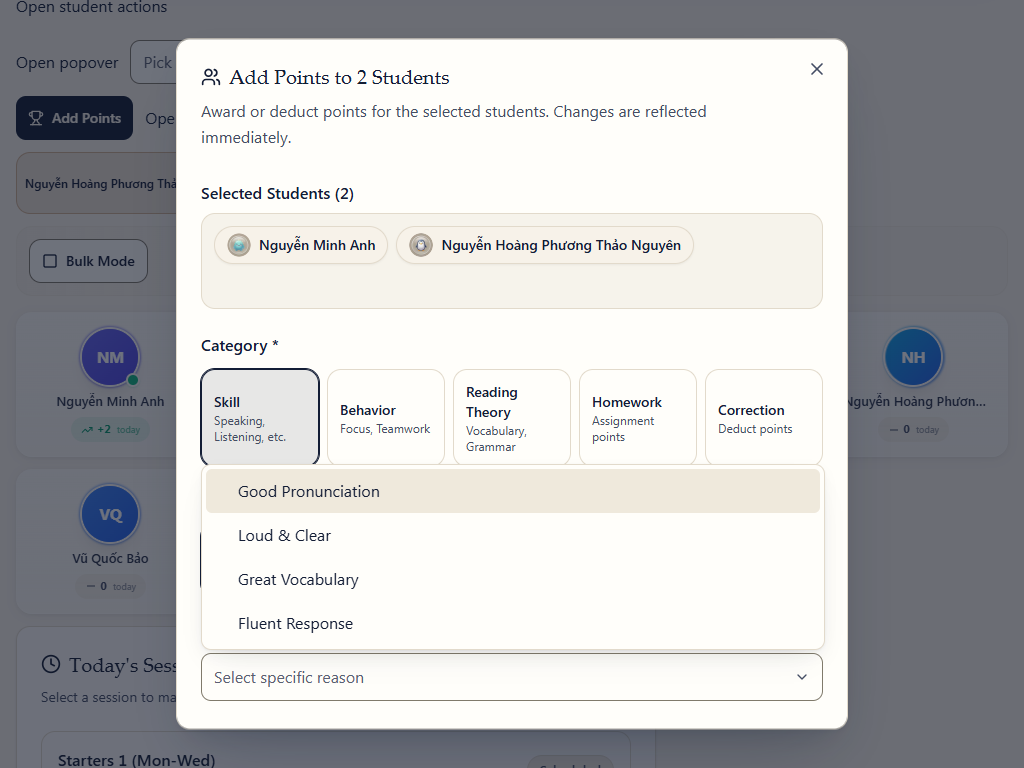 Open student actions
Open popover
Pick
Add Points
Ope
Nguyễn Hoàng Phương Thả
Bulk Mode
NM
Nguyễn Minh Anh
+2 today
NH
Nguyễn Hoàng Phươn...
0 today
VQ
Vũ Quốc Bảo
0 today
Today's Sess
Select a session to ma
Starters 1 (Mon-Wed)
Add Points to 2 Students
Award or deduct points for the selected students. Changes are reflected
immediately.
Selected Students (2)
Nguyễn Minh Anh
Nguyễn Hoàng Phương Thảo Nguyên
Category *
Skill
Speaking,
Listening, etc.
Behavior
Focus, Teamwork
Reading
Theory
Vocabulary,
Grammar
Homework
Assignment
points
Correction
Deduct points
Good Pronunciation
Loud & Clear
Great Vocabulary
Fluent Response
Select specific reason